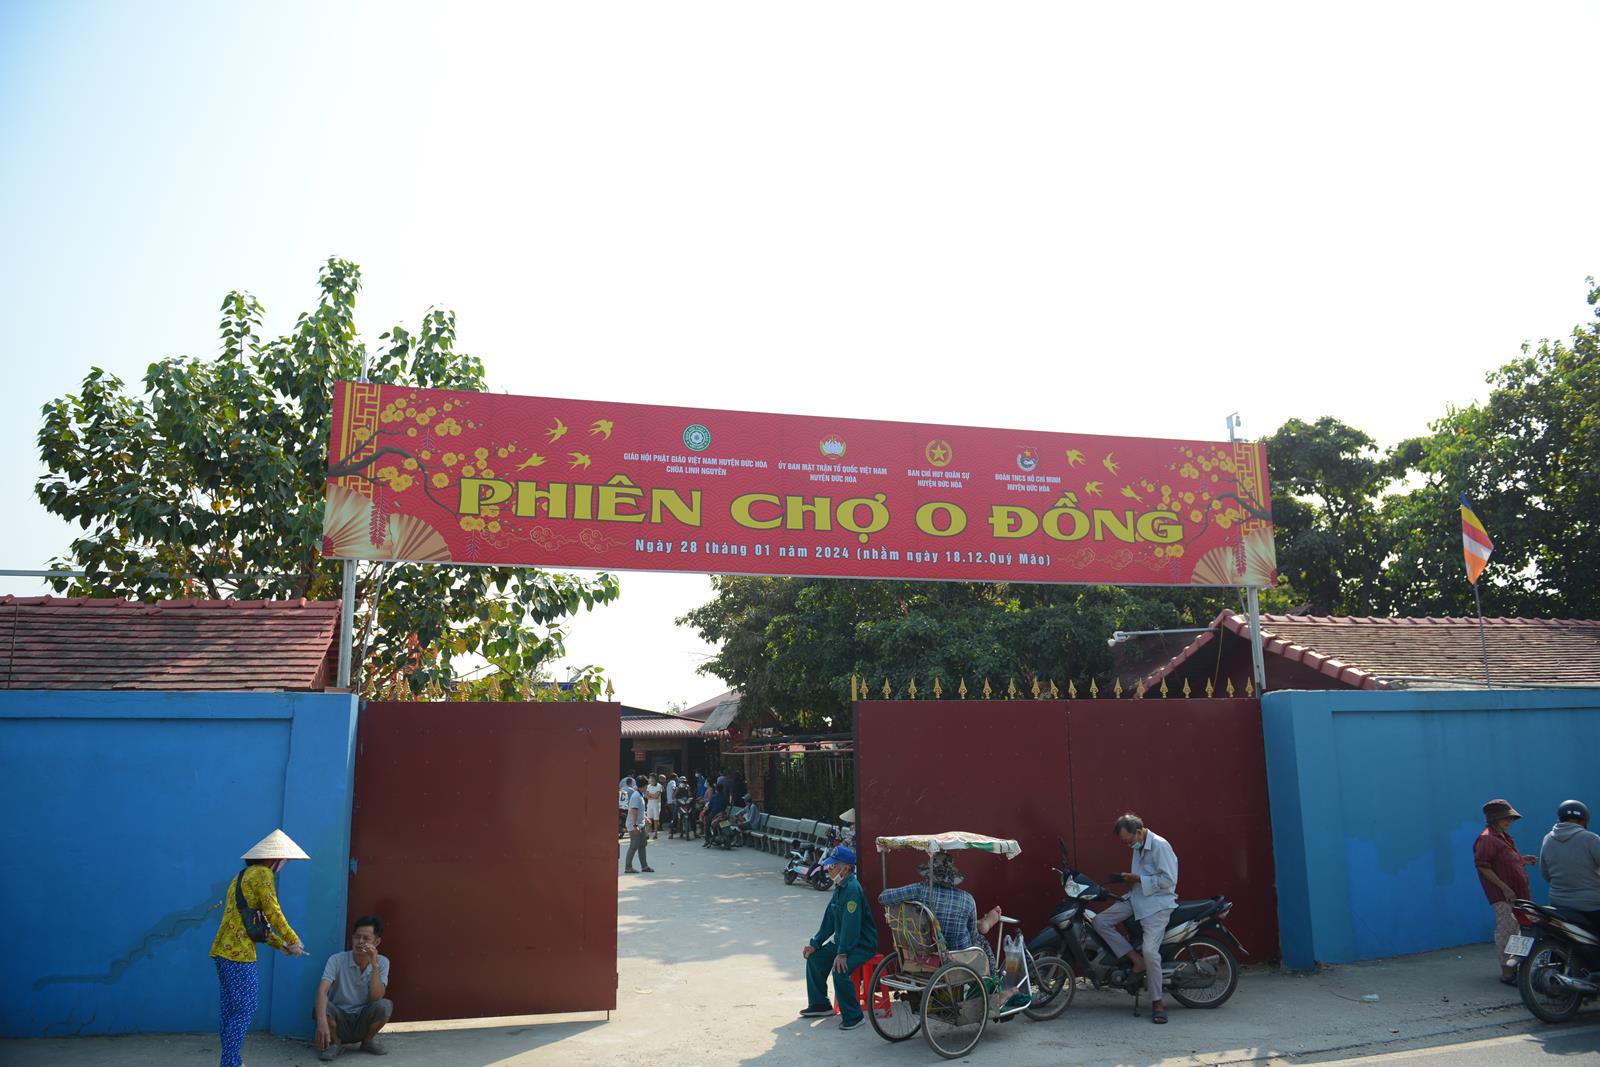 GIÁO HỘI PHẬT GIÁO VIỆT NAM HUYỆN ĐỨC HÒA
CHÙA LINH NGUYÊN
ỦY BAN MẶT TRẬN TỔ QUỐC VIỆT NAM
HUYỆN ĐỨC HÒA
BAN CHỈ HUY QUÂN SỰ
HUYỆN ĐỨC HÒA
ĐOÀN TNCS HỒ CHÍ MINH
HUYỆN ĐỨC HÒA
PHIÊN CHỢ O ĐỒNG
Ngày 28 tháng 01 năm 2024 (nhằm ngày 18.12.Quý Mão)